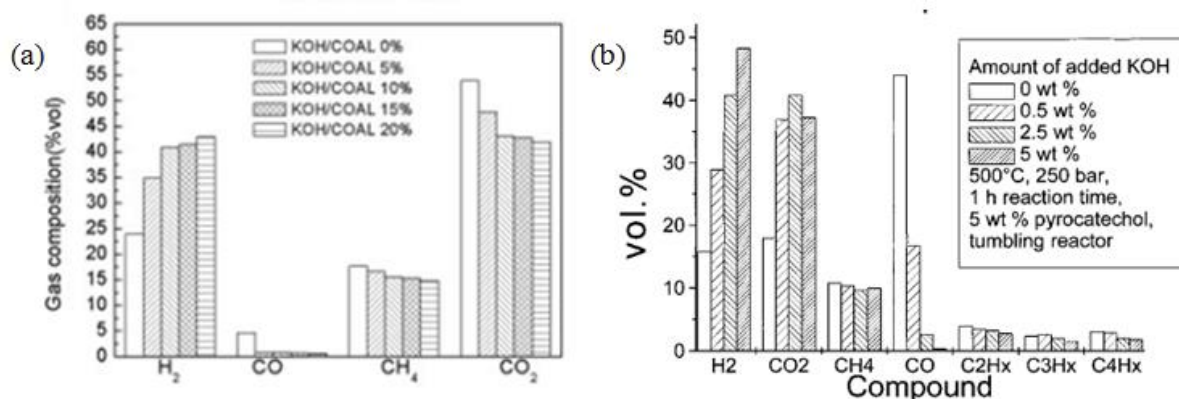 (a)
65
60
55
50
45
40
35
30
25
20
15
10
5
0
Gas composition(%vol)
KOH/COAL 0%
KOH/COAL 5%
KOH/COAL 10%
KOH/COAL 15%
KOH/COAL 20%
H2 CO CH4 CO2
(b)
50
40
30
20
10
0
vol.%
Amount of added KOH
0 wt %
0.5 wt %
2.5 wt %
5 wt %
500°C, 250 bar,
1 h reaction time,
5 wt % pyrocatechol,
tumbling reactor
H2 CO2 CH4 CO C2Hx C3Hx C4Hx
Compound